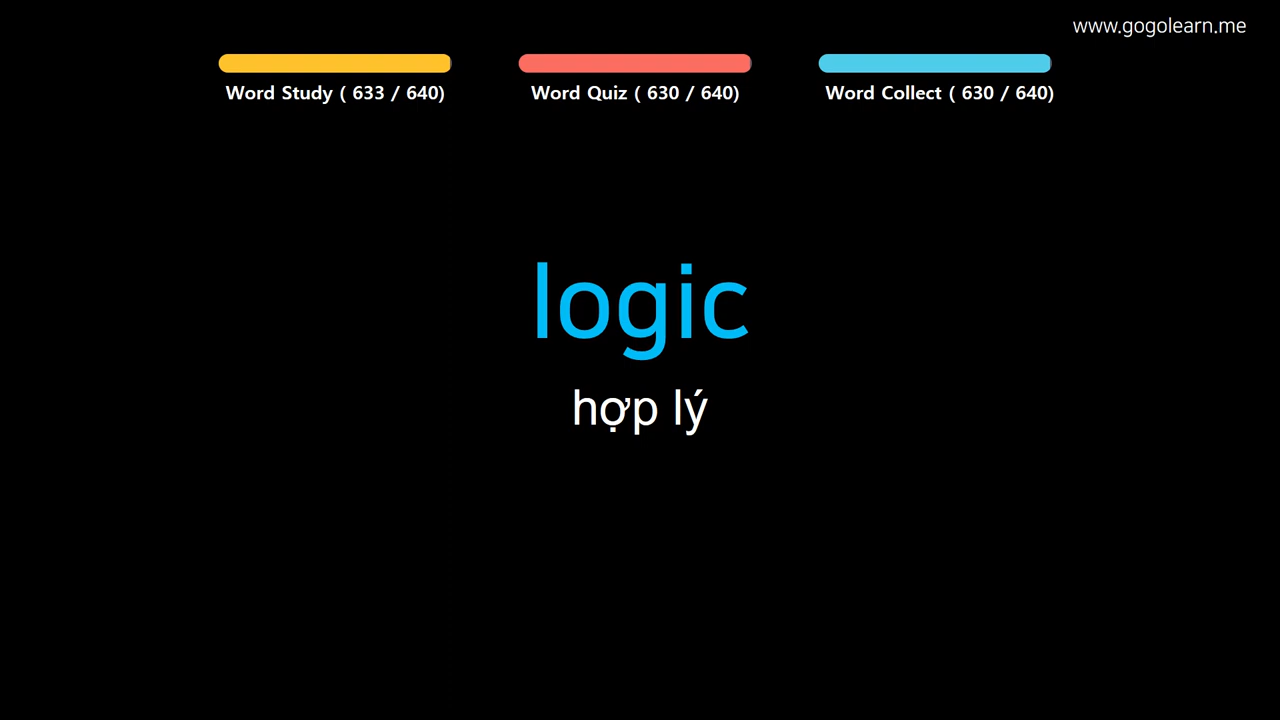 www.gogolearn.me
Word Study ( 633 / 640)
Word Quiz ( 630 / 640)
Word Collect ( 630 / 640)
logic
hợp lý